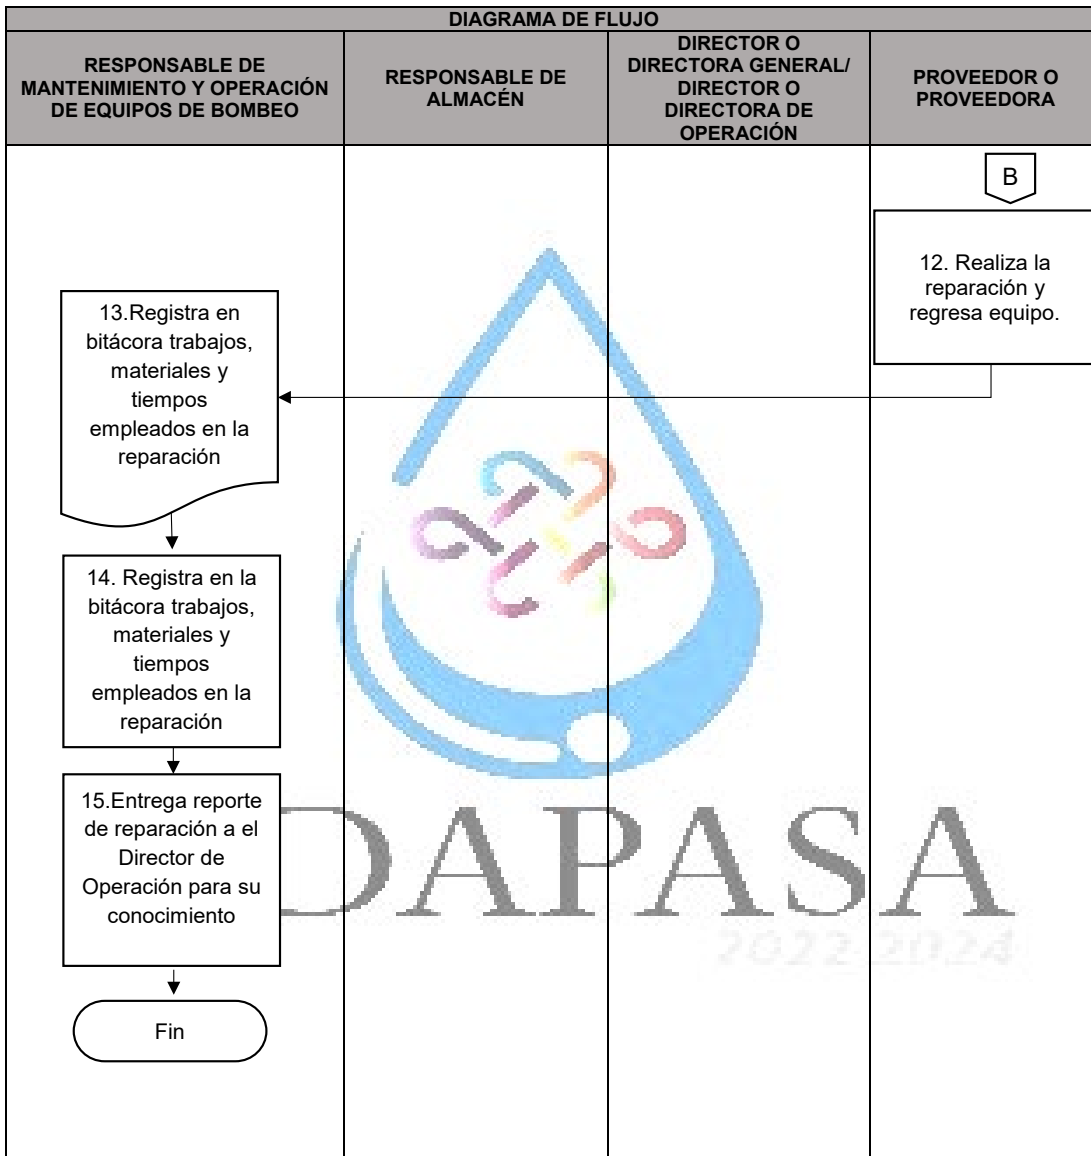 DIAGRAMA DE FLUJO
RESPONSABLE DE
MANTENIMIENTO Y OPERACIÓN
DE EQUIPOS DE BOMBEO
RESPONSABLE DE
ALMACÉN
DIRECTOR O
DIRECTORA GENERAL/
DIRECTOR O
DIRECTORA DE
OPERACIÓN
PROVEEDOR O
PROVEEDORA
B
12. Realiza la
reparación y
regresa equipo.
13.Registra en
bitácora trabajos,
materiales y
tiempos
empleados en la
reparación
14. Registra en la
bitácora trabajos,
materiales y
tiempos
empleados en la
reparación
15.Entrega reporte
de reparación a el
Director de
Operación para su
conocimiento
Fin
DAPASA
2022-2024